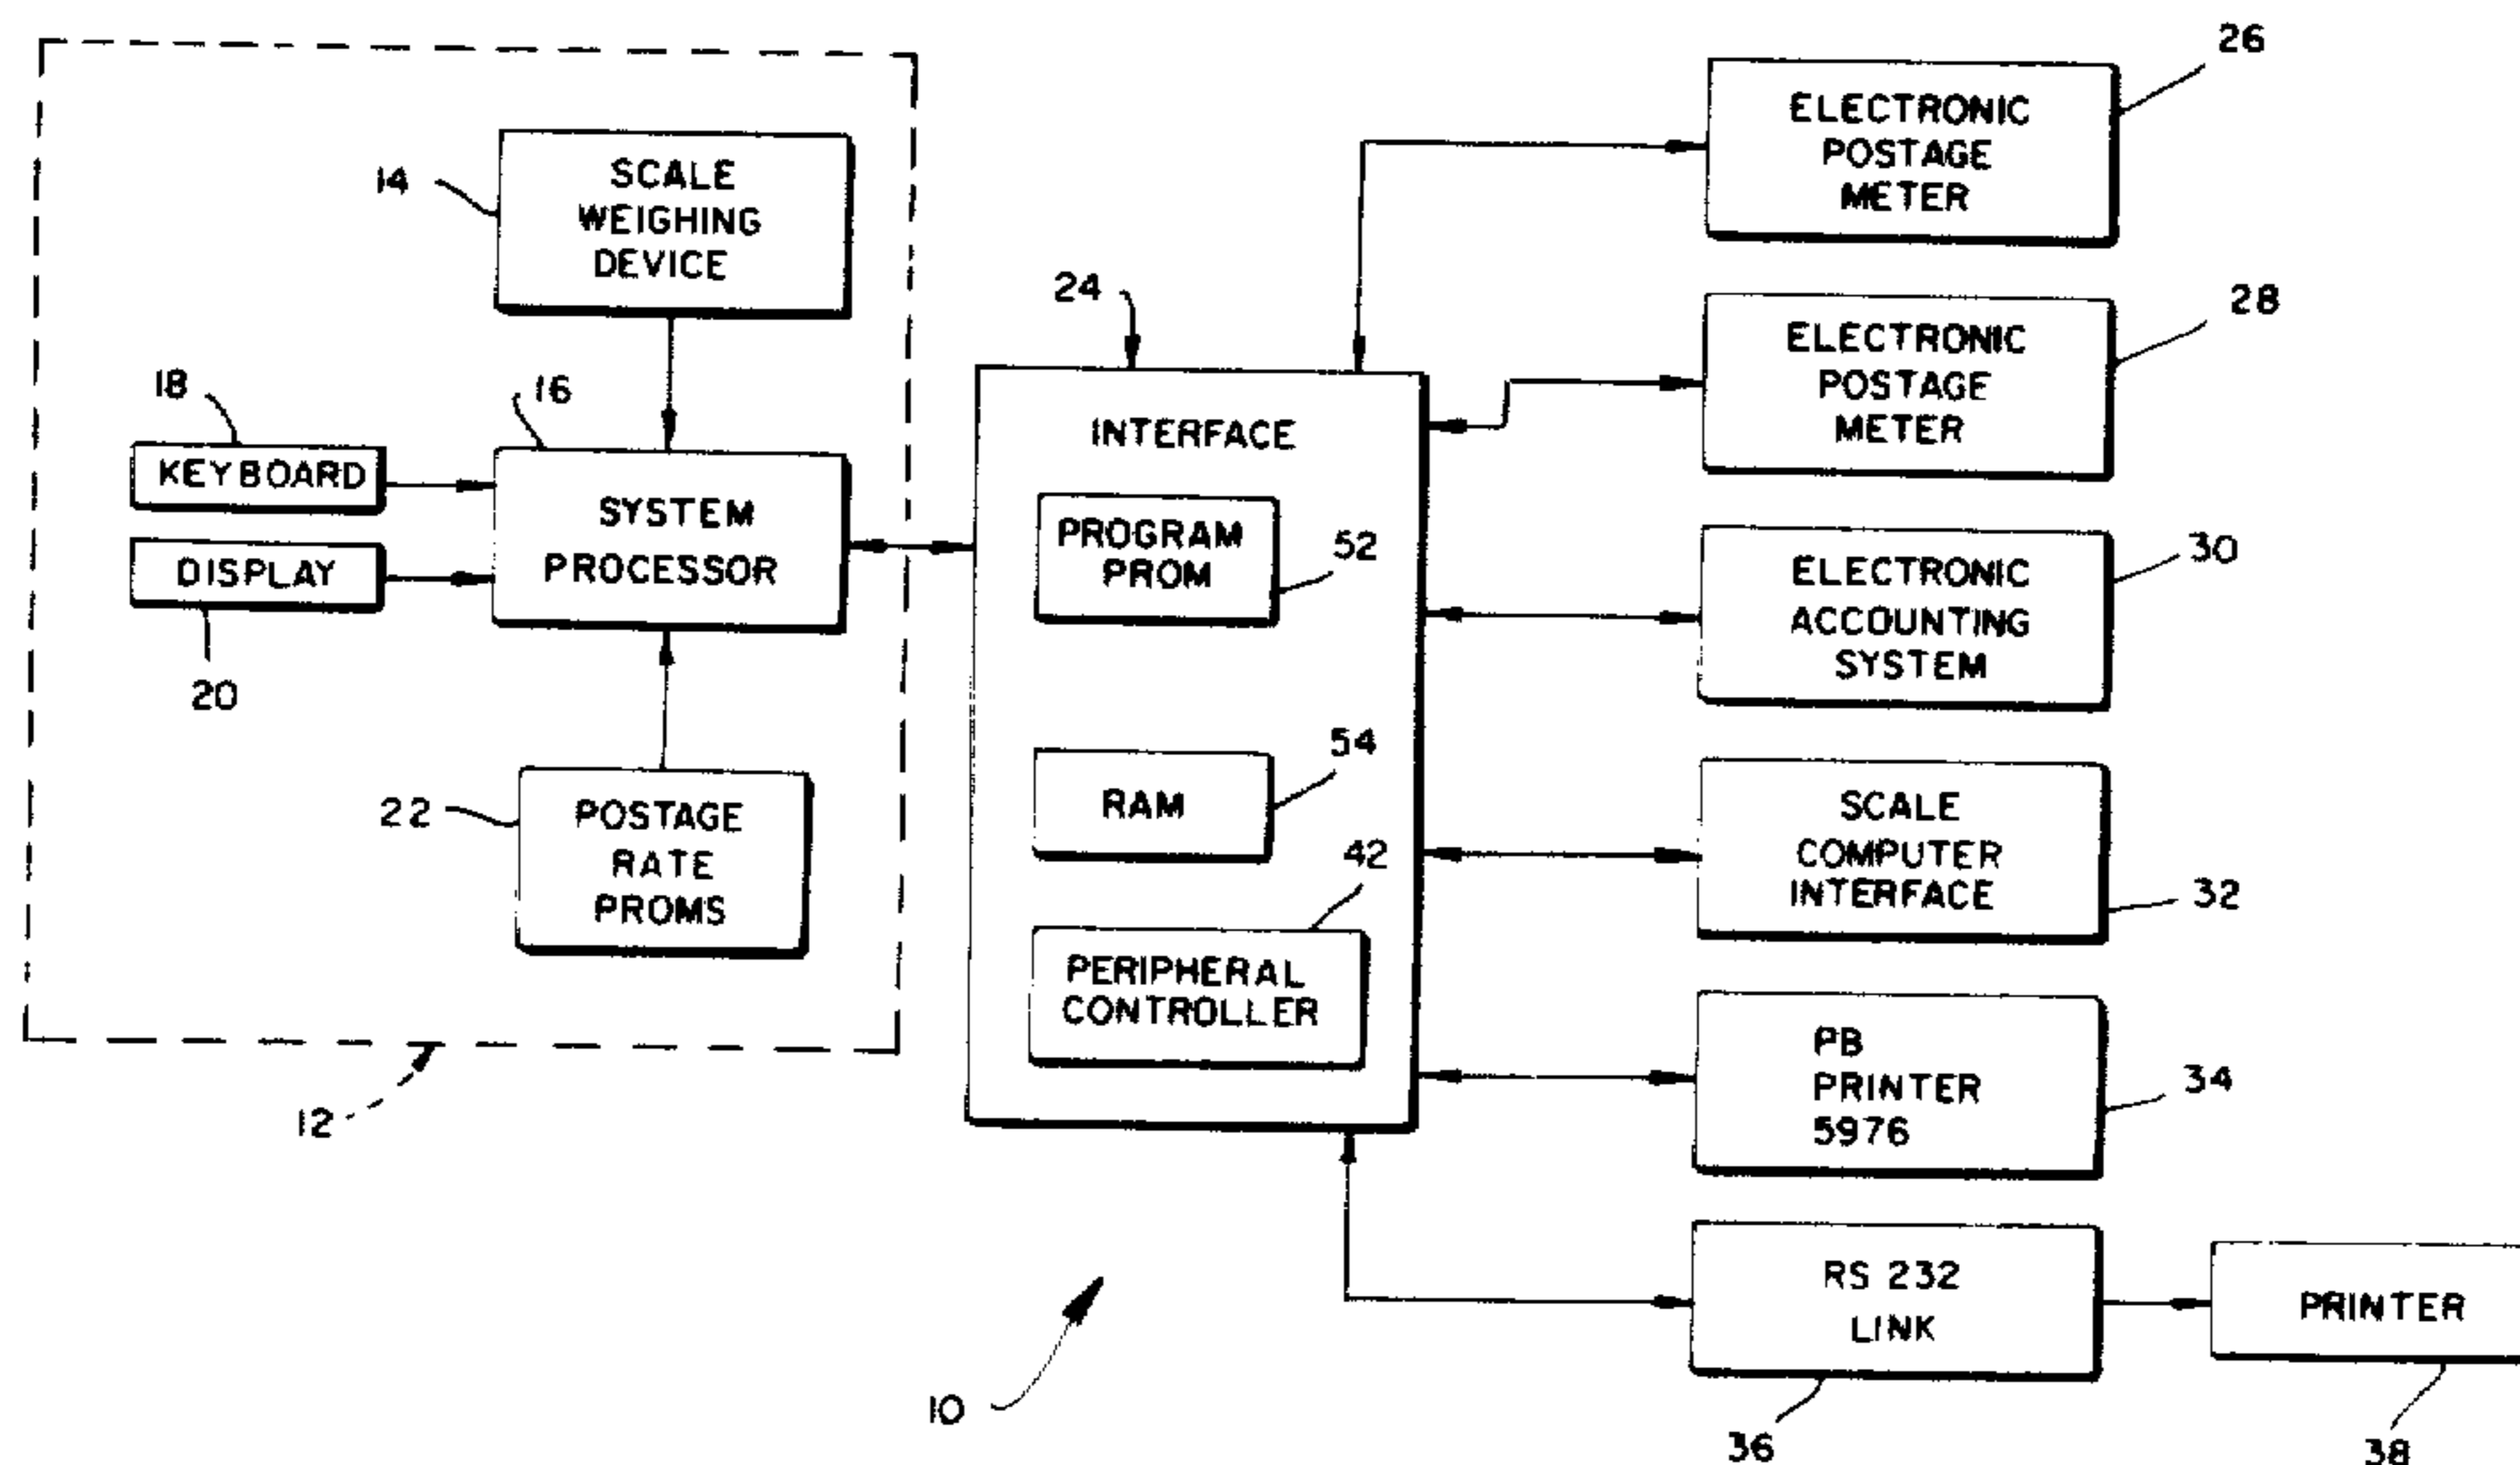 14
SCALE
WEIGHING
DEVICE
18
KEYBOARD
16
SYSTEM
PROCESSOR
DISPLAY
20
22
POSTAGE
RATE
PROMS
12
24
INTERFACE
PROGRAM
PROM
52
RAM
54
42
PERIPHERAL
CONTROLLER
10
26
ELECTRONIC
POSTAGE
METER
28
ELECTRONIC
POSTAGE
METER
30
ELECTRONIC
ACCOUNTING
SYSTEM
SCALE
COMPUTER
INTERFACE
32
PB
PRINTER
5976
34
RS 232
LINK
36
PRINTER
38